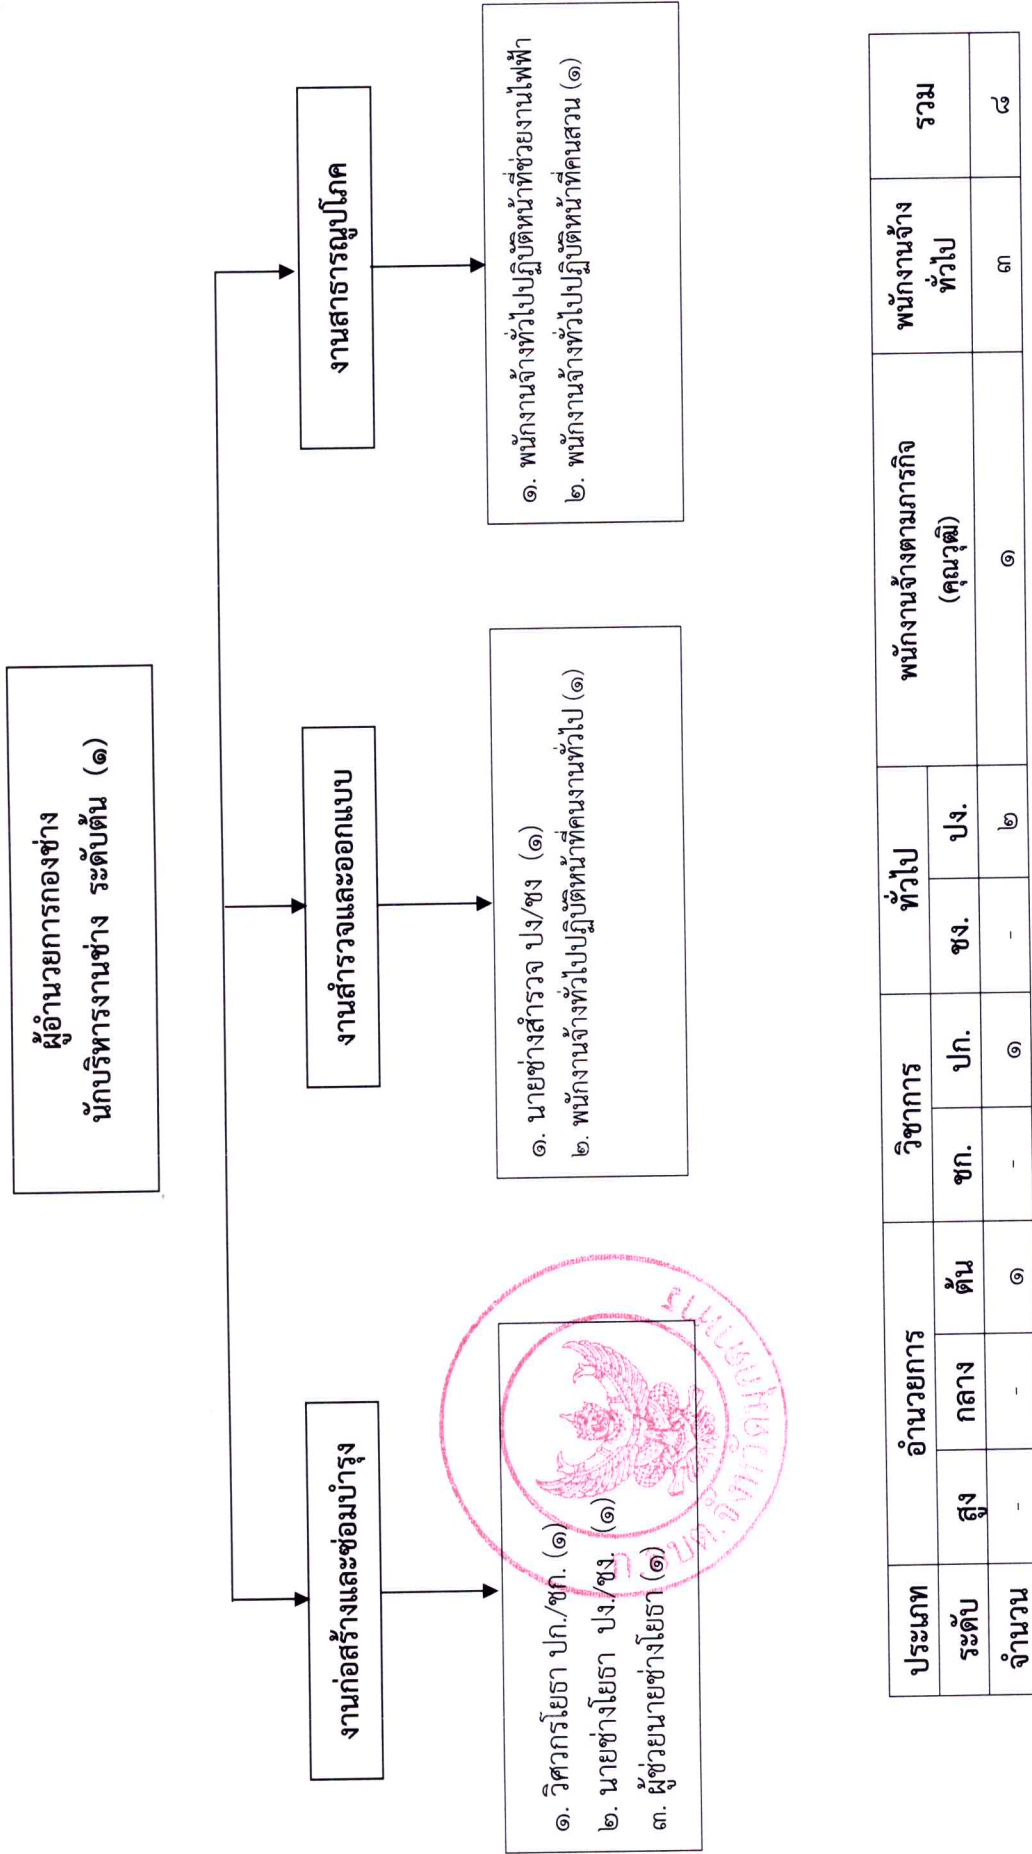 ผู้อำนวยการกองช่าง
นักบริหารงานช่าง ระดับต้น (๑)
งานก่อสร้างและซ่อมบำรุง
๑. วิศวกรโยธา ปก./ชก. (๑)
๒. นายช่างโยธา ปง./ชง. (๑)
๓. ผู้ช่วยนายช่างโยธา (๑)
งานสำรวจและออกแบบ
๑. นายช่างสำรวจ ปง/ชง (๑)
๒. พนักงานจ้างทั่วไปปฏิบัติหน้าที่คนงานทั่วไป (๑)
งานสาธารณูปโภค
๑. พนักงานจ้างทั่วไปปฏิบัติหน้าที่ช่วยงานไฟฟ้า
๒. พนักงานจ้างทั่วไปปฏิบัติหน้าที่คนสวน (๑)
ประเภท อำนวยการ วิชาการ ทั่วไป พนักงานจ้างตามภารกิจ (คุณวุฒิ) พนักงานจ้างทั่วไป รวม
ระดับ สูง กลาง ต้น ชก. ปก. ชง. ปง.
จำนวน - - ๑ - ๑ - ๒ ๑ ๓ ๘